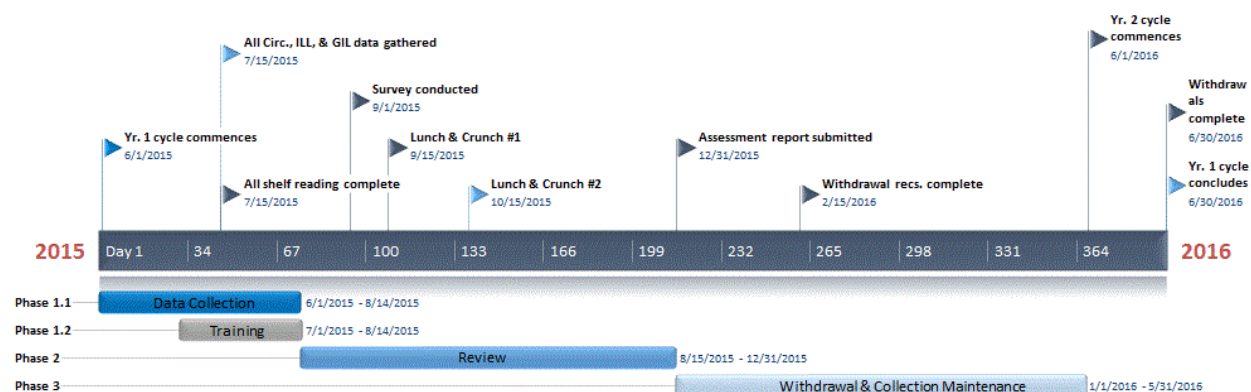 Yr. 2 cycle
commences
6/1/2016
All Circ., ILL, & GIL data gathered
7/15/2015
Survey conducted
9/1/2015
Withdraw
als
complete
6/30/2016
Yr. 1 cycle commences
6/1/2015
Lunch & Crunch #1
9/15/2015
Assessment report submitted
12/31/2015
Yr. 1 cycle
concludes
6/30/2016
All shelf reading complete
7/15/2015
Lunch & Crunch #2
10/15/2015
Withdrawal recs. complete
2/15/2016
2015 Day 1 34 67 100 133 166 199 232 265 298 331 364 2016
Phase 1.1 Data Collection 6/1/2015 - 8/14/2015
Phase 1.2 Training 7/1/2015 - 8/14/2015
Phase 2 Review 8/15/2015 - 12/31/2015
Phase 3 Withdrawal & Collection Maintenance 1/1/2016 - 5/31/2016